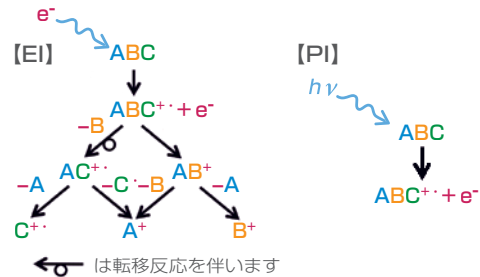 e⁻
【EI】
ABC
ABC⁺˙+e⁻
–B
AC⁺˙
AB⁺
–A
–C˙
–B
–A
C⁺˙
A⁺
B⁺
は転移反応を伴います
【PI】
hν
ABC
ABC⁺˙+e⁻